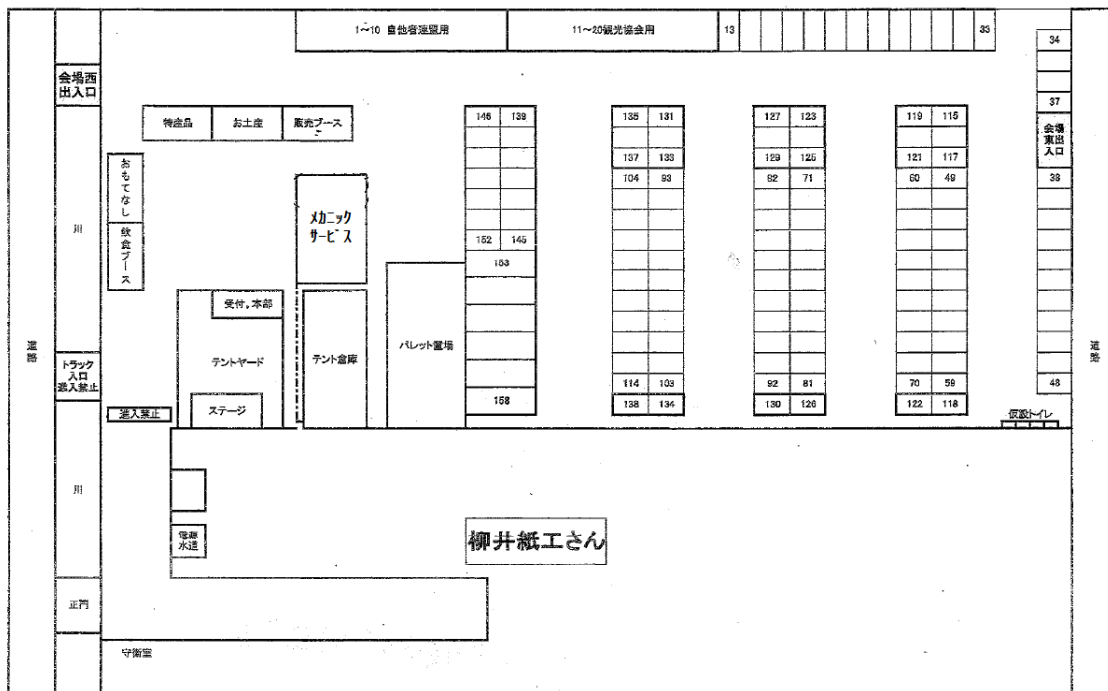 1～10 自他者連盟用
11～20観光協会用
13
33
34
37
会場東出入口
38
48
会場西
出入口
特産品
お土産
販売ブース
おもてなし
飲食ブース
メカニック
サービス
川
受付。本部
テントヤード
ステージ
テント倉庫
パレット置場
道路
道路
トラック
入口
進入禁止
進入禁止
146 139
152 145
153
158
135 131
137 133
104 93
114 103
138 134
127 123
129 125
82 71
92 81
130 126
119 115
121 117
60 49
70 59
122 118
仮設トイレ
川
電源
水道
柳井紙工さん
正門
守衛室